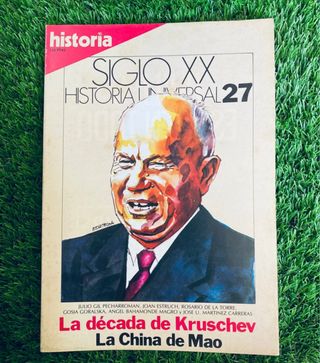 historia
SIGLO XX
HISTORIA UNIVERSAL 27
JULIO GIL PECHARROMAN, JOAN ESTRUCH, ROSARIO DE LA TORRE,
GOSIA GORALSKA, ANGEL BAHAMONDE MAGRO y JOSE U. MARTINEZ CARRERAS
La década de Kruschev
La China de Mao